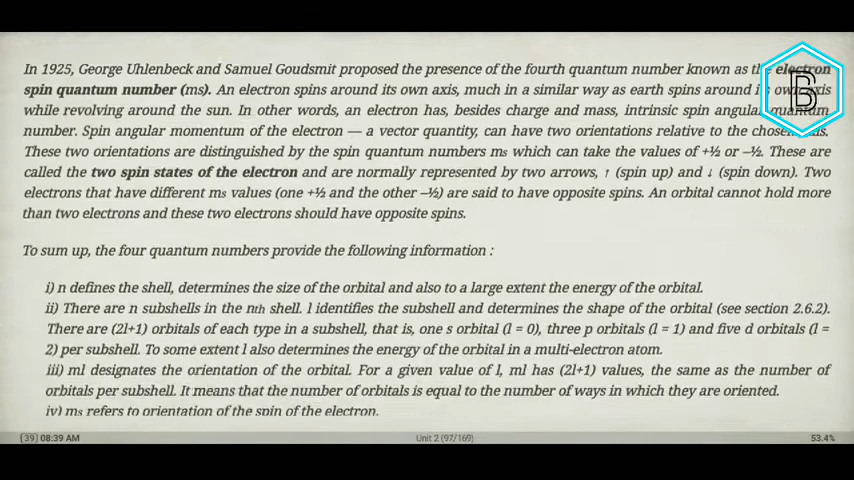 In 1925, George Uhlenbeck and Samuel Goudsmit proposed the presence of the fourth quantum number known as the electron
spin quantum number (ms). An electron spins around its own axis, much in a similar way as earth spins around its own axis
while revolving around the sun. In other words, an electron has, besides charge and mass, intrinsic spin angular quantum
number. Spin angular momentum of the electron — a vector quantity, can have two orientations relative to the chosen axis.
These two orientations are distinguished by the spin quantum numbers ms which can take the values of +½ or –½. These are
called the two spin states of the electron and are normally represented by two arrows, ↑ (spin up) and ↓ (spin down). Two
electrons that have different ms values (one +½ and the other –½) are said to have opposite spins. An orbital cannot hold more
than two electrons and these two electrons should have opposite spins.
To sum up, the four quantum numbers provide the following information :
i) n defines the shell, determines the size of the orbital and also to a large extent the energy of the orbital.
ii) There are n subshells in the nth shell. l identifies the subshell and determines the shape of the orbital (see section 2.6.2).
There are (2l+1) orbitals of each type in a subshell, that is, one s orbital (l = 0), three p orbitals (l = 1) and five d orbitals (l =
2) per subshell. To some extent l also determines the energy of the orbital in a multi-electron atom.
iii) ml designates the orientation of the orbital. For a given value of l, ml has (2l+1) values, the same as the number of
orbitals per subshell. It means that the number of orbitals is equal to the number of ways in which they are oriented.
iv) ms refers to orientation of the spin of the electron.
(39) 08:39 AM
Unit 2 (97/169)
53.4%
B